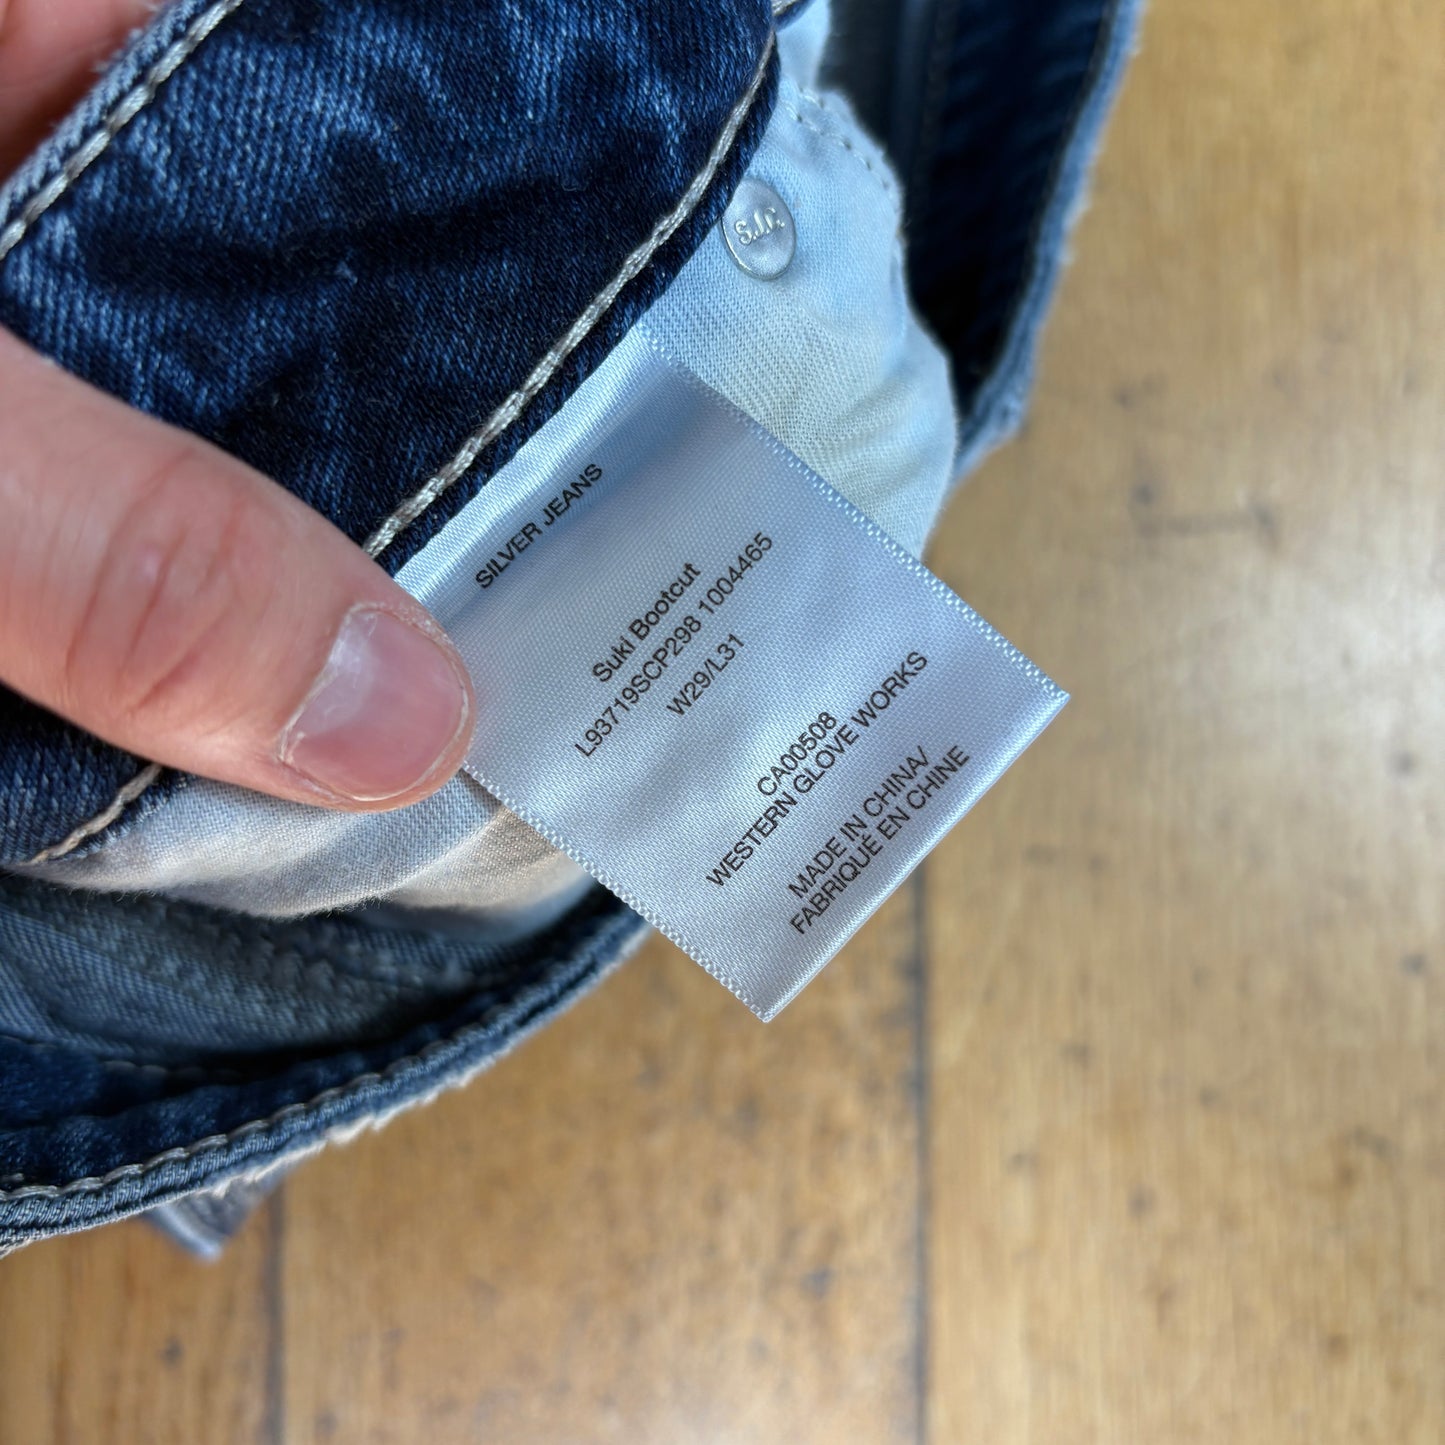 S.J.C.
SILVER JEANS
Suki Bootcut
L93719SCP298 1004465
W29/L31
CA00508
WESTERN GLOVE WORKS
MADE IN CHINA/
FABRIQUÉ EN CHINE